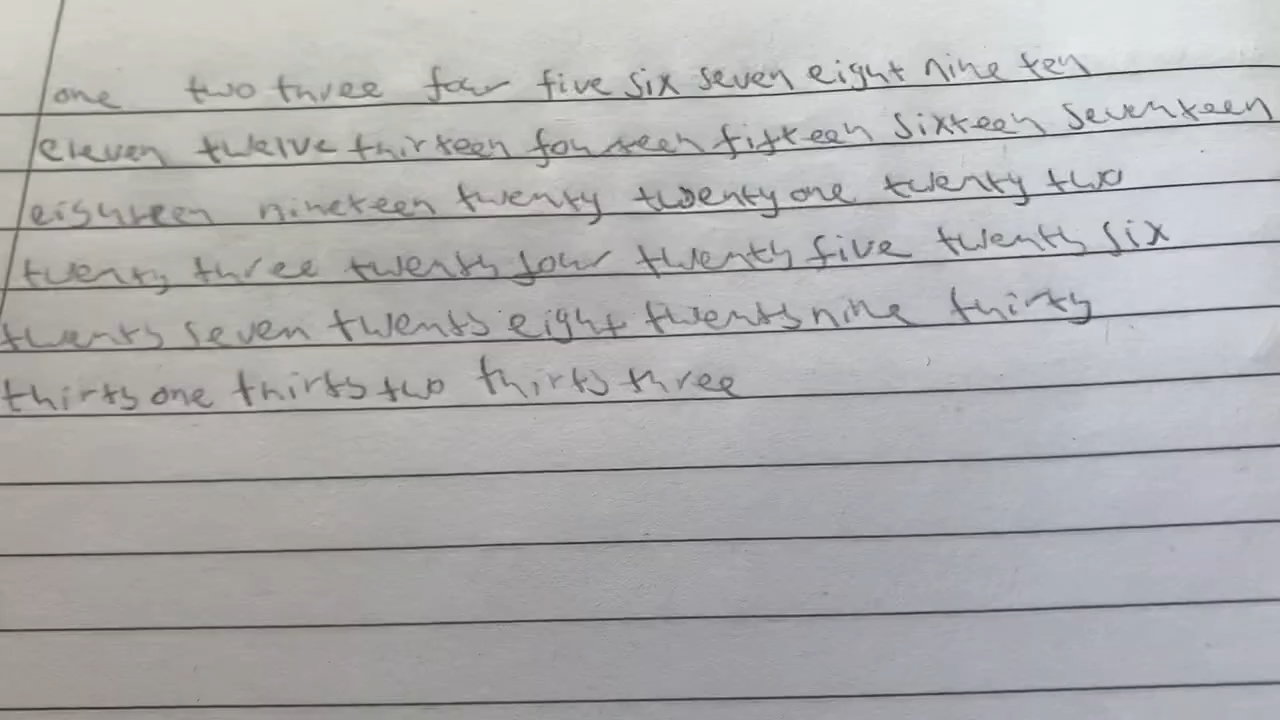 one two three four five six seven eight nine ten
eleven twelve thirteen fourteen fifteen sixteen seventeen
eighteen nineteen twenty twenty one twenty two
twenty three twenty four twenty five twenty six
twenty seven twenty eight twenty nine thirty
thirty one thirty two thirty three